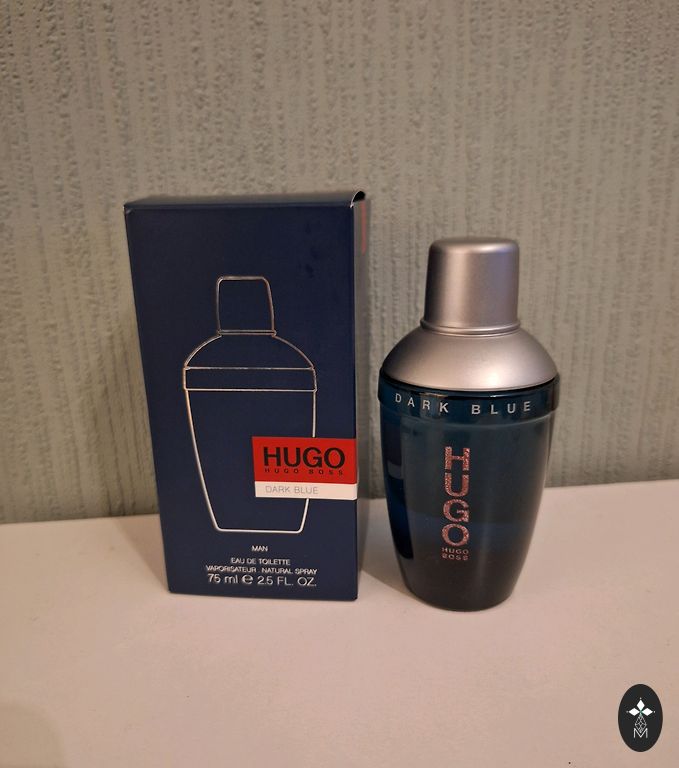 HUGO
HUGO BOSS
DARK BLUE
MAN
EAU DE TOILETTE
VAPORISATEUR . NATURAL SPRAY
75 ml ℮ 2.5 FL. OZ.
DARK BLUE
HUGO
HUGO
BOSS
M